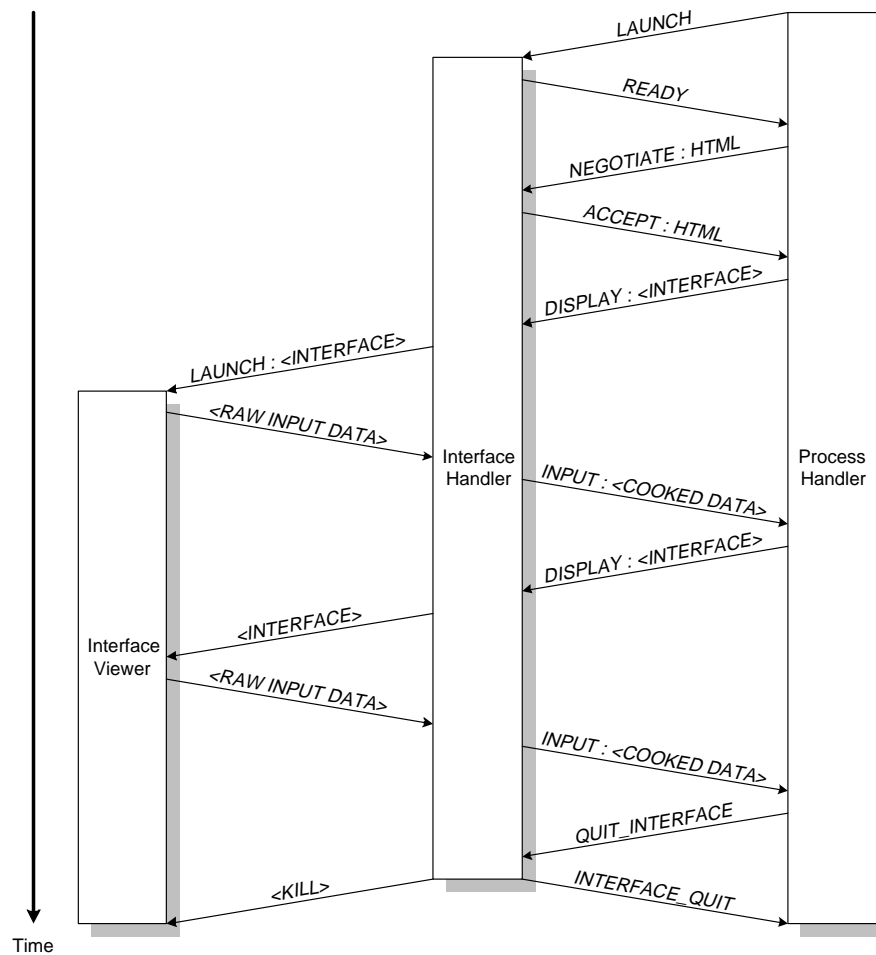 LAUNCH
READY
NEGOTIATE : HTML
ACCEPT : HTML
DISPLAY : <INTERFACE>
LAUNCH : <INTERFACE>
<RAW INPUT DATA>
Interface
Handler
Process
Handler
INPUT : <COOKED DATA>
DISPLAY : <INTERFACE>
<INTERFACE>
Interface
Viewer
<RAW INPUT DATA>
INPUT : <COOKED DATA>
QUIT_INTERFACE
<KILL>
INTERFACE_QUIT
Time